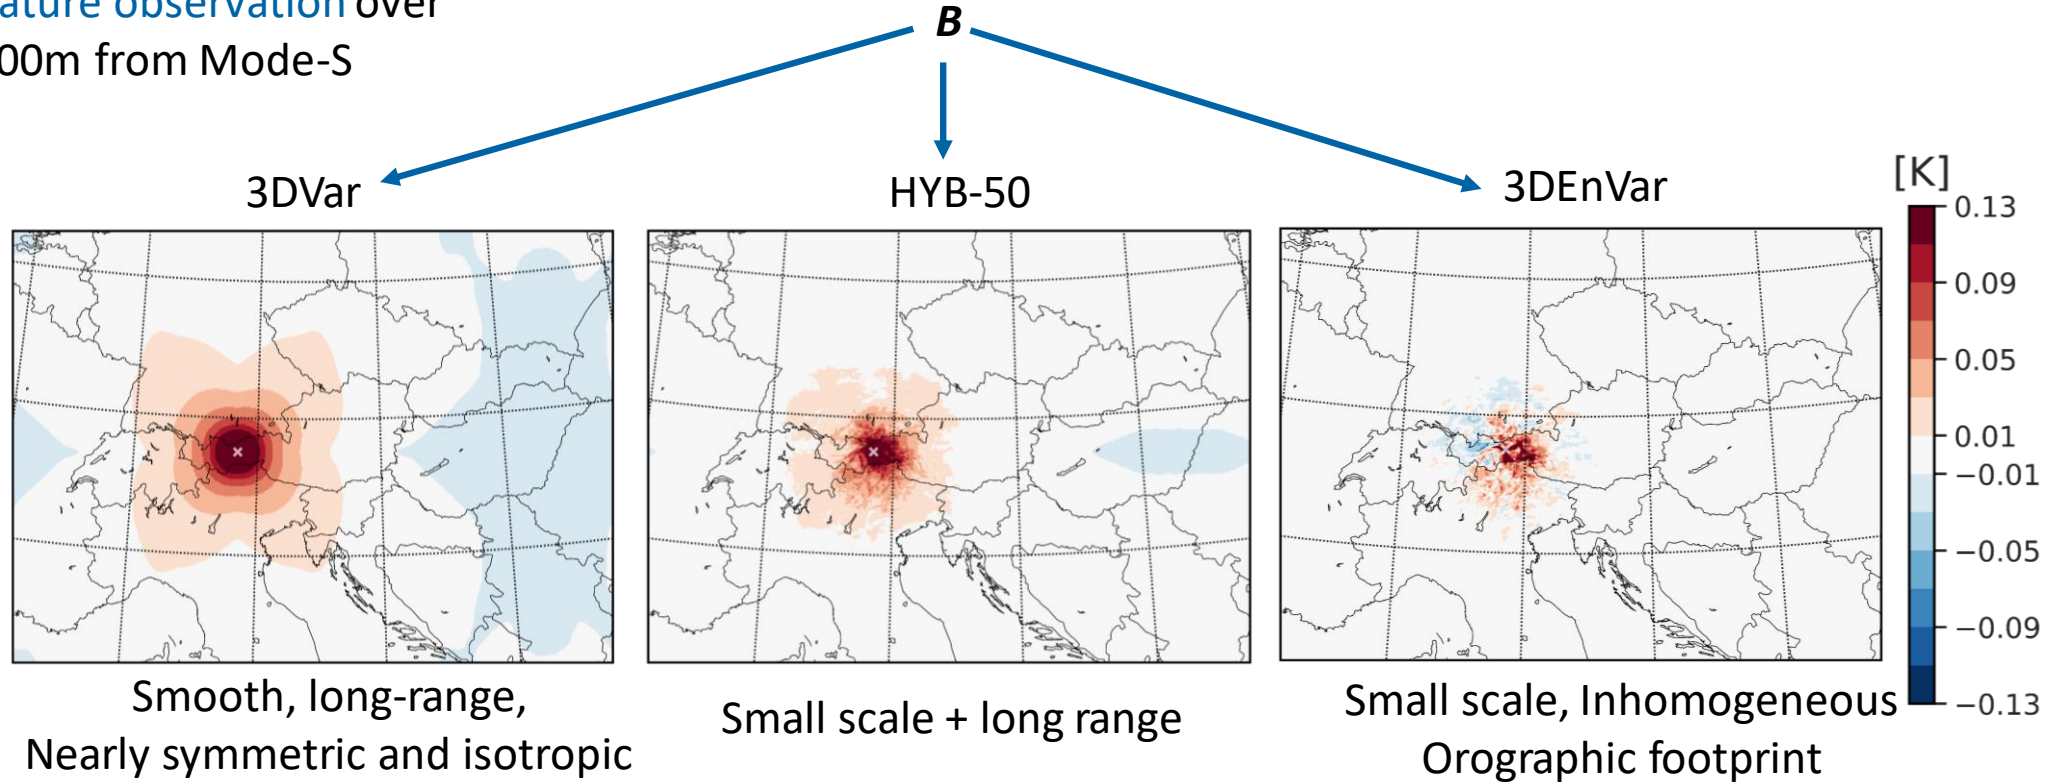 observation over
from Mode-S
B
3DVar
HYB-50
3DEnVar
[K]
0.13
0.09
0.05
0.01
−0.01
−0.05
−0.09
−0.13
Smooth, long-range,
Nearly symmetric and isotropic
Small scale + long range
Small scale, Inhomogeneous
Orographic footprint